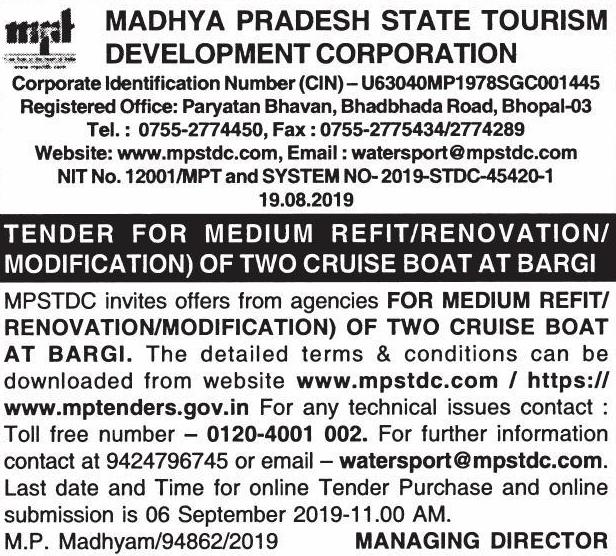 mpt
www.mpstdc.com
MADHYA PRADESH STATE TOURISM
DEVELOPMENT CORPORATION
Corporate Identification Number (CIN) – U63040MP1978SGC001445
Registered Office: Paryatan Bhavan, Bhadbhada Road, Bhopal-03
Tel. : 0755-2774450, Fax : 0755-2775434/2774289
Website: www.mpstdc.com, Email : watersport@mpstdc.com
NIT No. 12001/MPT and SYSTEM NO- 2019-STDC-45420-1
19.08.2019
TENDER FOR MEDIUM REFIT/RENOVATION/
MODIFICATION) OF TWO CRUISE BOAT AT BARGI
MPSTDC invites offers from agencies FOR MEDIUM REFIT/
RENOVATION/MODIFICATION) OF TWO CRUISE BOAT
AT BARGI. The detailed terms & conditions can be
downloaded from website www.mpstdc.com / https://
www.mptenders.gov.in For any technical issues contact :
Toll free number – 0120-4001 002. For further information
contact at 9424796745 or email – watersport@mpstdc.com.
Last date and Time for online Tender Purchase and online
submission is 06 September 2019-11.00 AM.
M.P. Madhyam/94862/2019 MANAGING DIRECTOR